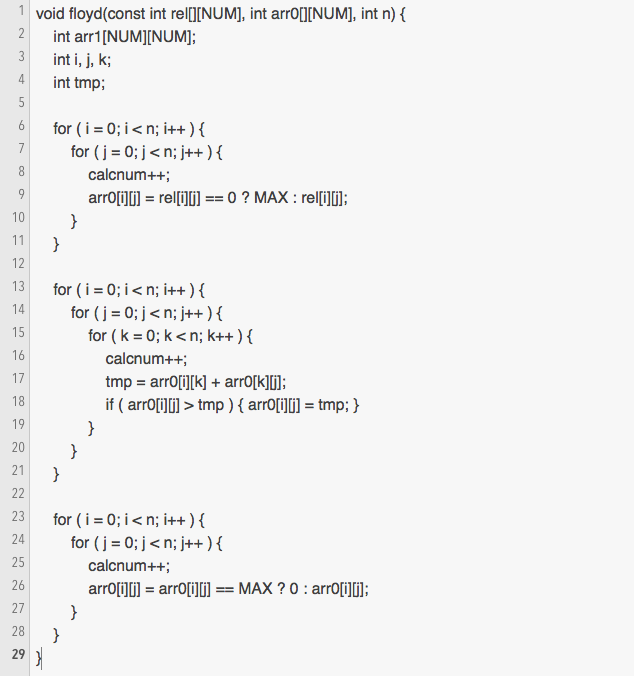 1 void floyd(const int rel[][NUM], int arr0[][NUM], int n) {
2 int arr1[NUM][NUM];
3 int i, j, k;
4 int tmp;
5
6 for ( i = 0; i < n; i++ ) {
7 for ( j = 0; j < n; j++ ) {
8 calcnum++;
9 arr0[i][j] = rel[i][j] == 0 ? MAX : rel[i][j];
10 }
11 }
12
13 for ( i = 0; i < n; i++ ) {
14 for ( j = 0; j < n; j++ ) {
15 for ( k = 0; k < n; k++ ) {
16 calcnum++;
17 tmp = arr0[i][k] + arr0[k][j];
18 if ( arr0[i][j] > tmp ) { arr0[i][j] = tmp; }
19 }
20 }
21 }
22
23 for ( i = 0; i < n; i++ ) {
24 for ( j = 0; j < n; j++ ) {
25 calcnum++;
26 arr0[i][j] = arr0[i][j] == MAX ? 0 : arr0[i][j];
27 }
28 }
29 }